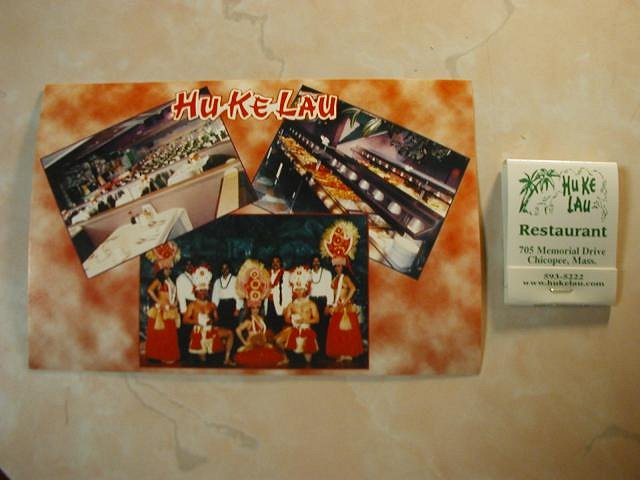 HU KE LAU
HU KE
LAU
Restaurant
705 Memorial Drive
Chicopee, Mass.
593-5222
www.hukelau.com